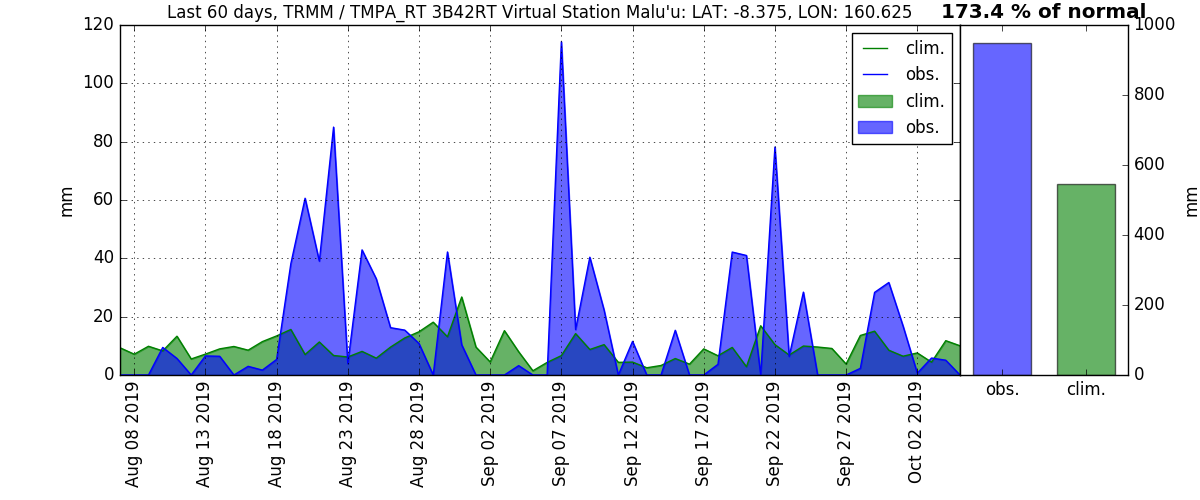 Last 60 days, TRMM / TMPA_RT 3B42RT Virtual Station Malu'u: LAT: -8.375, LON: 160.625
173.4 % of normal
120
100
80
60
40
20
0
mm
clim.
obs.
clim.
obs.
1000
800
600
400
200
0
mm
obs.
clim.
Aug 08 2019
Aug 13 2019
Aug 18 2019
Aug 23 2019
Aug 28 2019
Sep 02 2019
Sep 07 2019
Sep 12 2019
Sep 17 2019
Sep 22 2019
Sep 27 2019
Oct 02 2019